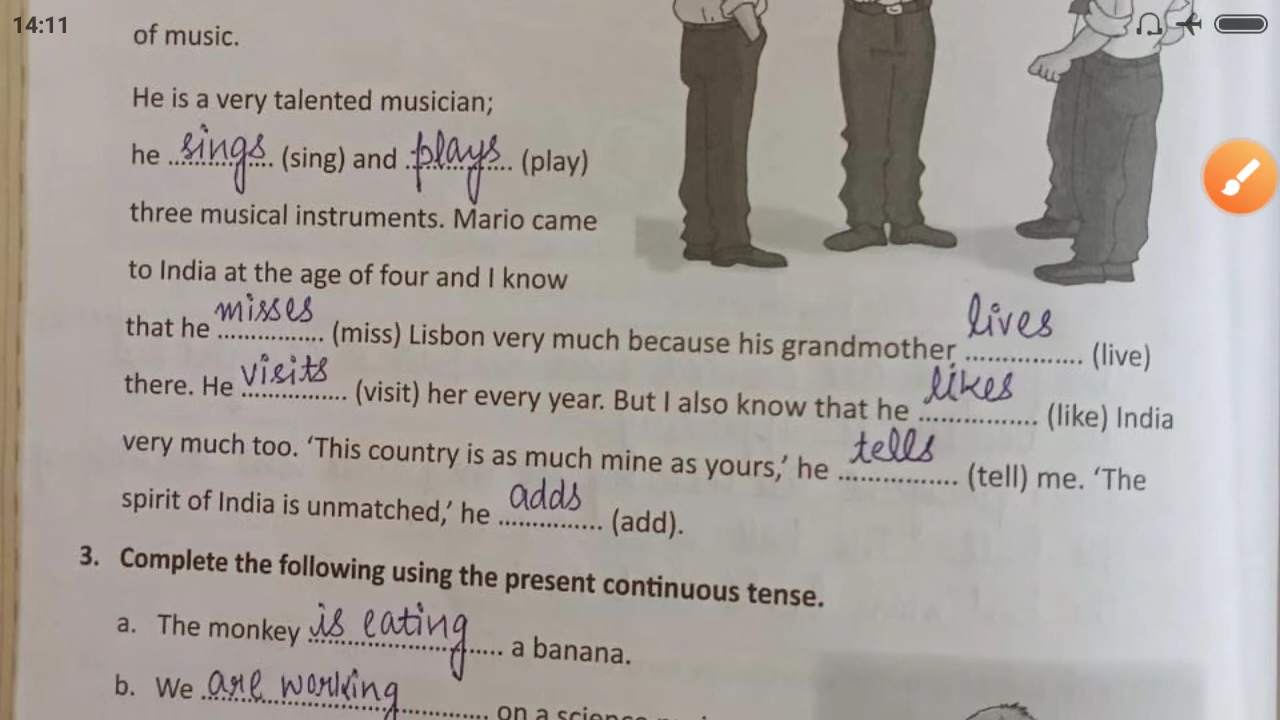 14:11
of music.
He is a very talented musician;
he sings (sing) and plays (play)
three musical instruments. Mario came
to India at the age of four and I know
that he misses (miss) Lisbon very much because his grandmother lives (live)
there. He visits (visit) her every year. But I also know that he likes (like) India
very much too. ‘This country is as much mine as yours,’ he tells (tell) me. ‘The
spirit of India is unmatched,’ he adds (add).
3. Complete the following using the present continuous tense.
a. The monkey is eating a banana.
b. We are working on a science